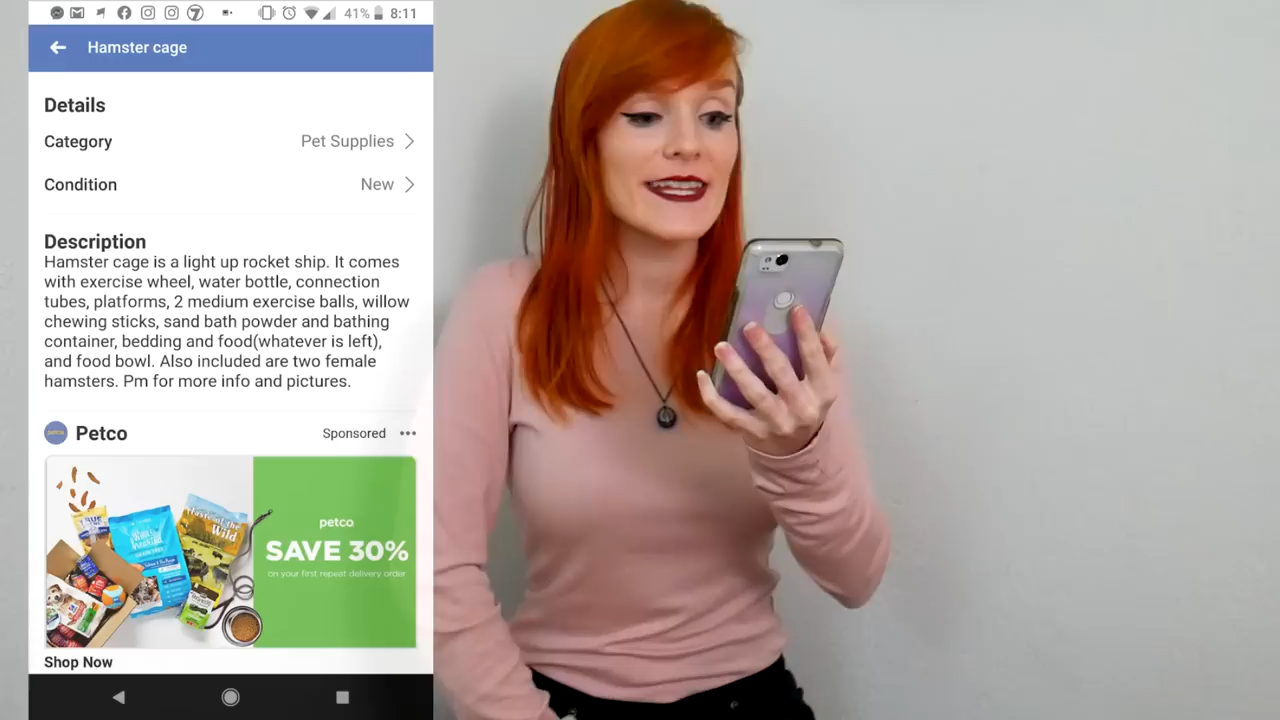 41% 8:11
Hamster cage
Details
Category Pet Supplies
Condition New
Description
Hamster cage is a light up rocket ship. It comes
with exercise wheel, water bottle, connection
tubes, platforms, 2 medium exercise balls, willow
chewing sticks, sand bath powder and bathing
container, bedding and food(whatever is left),
and food bowl. Also included are two female
hamsters. Pm for more info and pictures.
Petco Sponsored
Taste of the
Wild
petco
SAVE 30%
on your first repeat delivery order
Shop Now